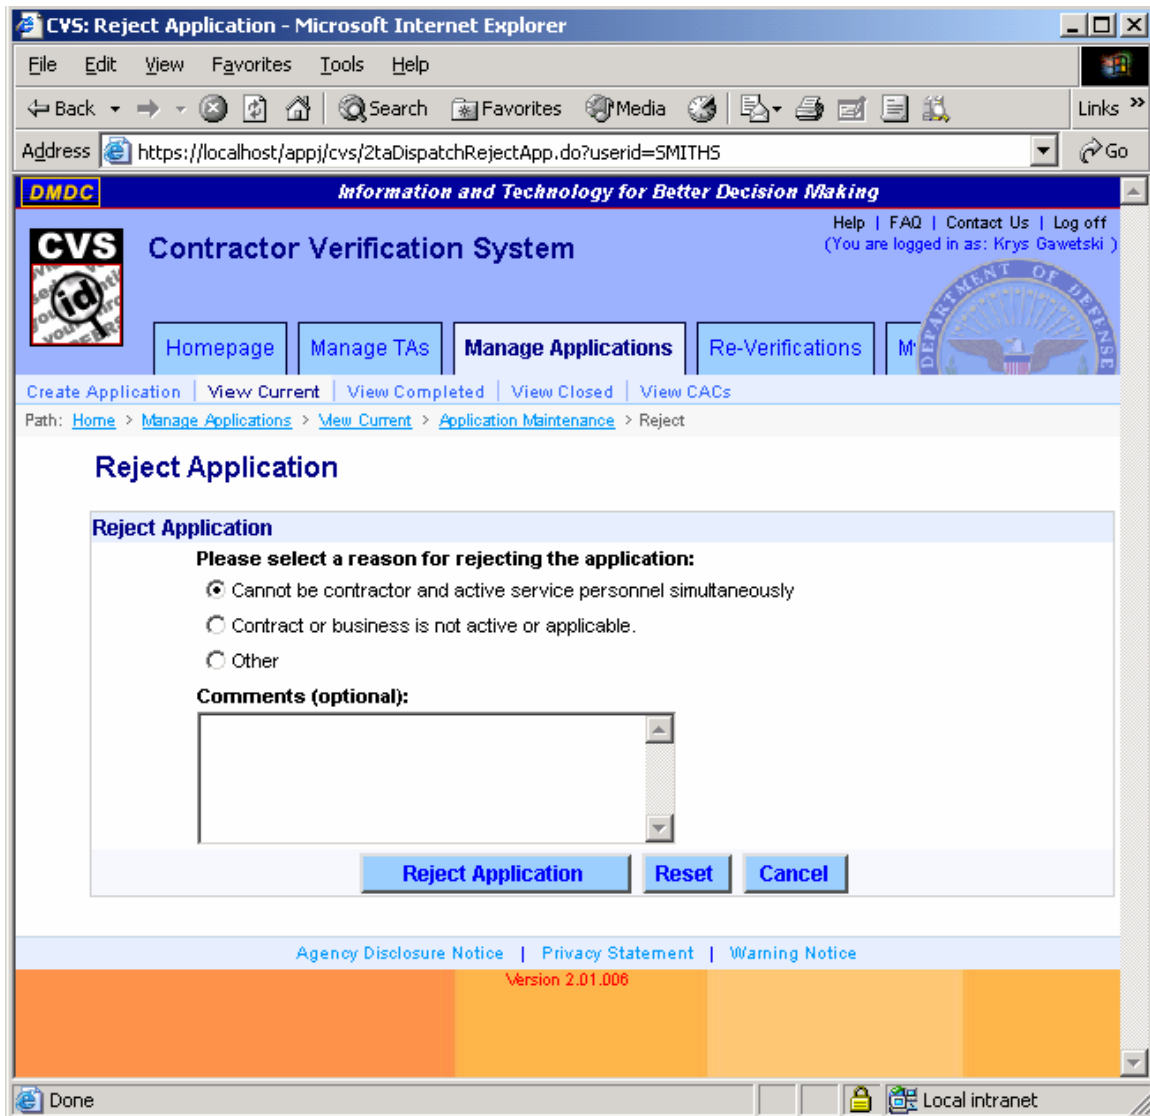 CVS: Reject Application - Microsoft Internet Explorer
File Edit View Favorites Tools Help
Back Search Favorites Media Links »
Address https://localhost/appj/cvs/2taDispatchRejectApp.do?userid=SMITHS Go
DMDC Information and Technology for Better Decision Making
Help | FAQ | Contact Us | Log off
(You are logged in as: Krys Gawetski )
CVS Contractor Verification System
id
DEPARTMENT OF DEFENSE
Homepage Manage TAs Manage Applications Re-Verifications
Create Application | View Current | View Completed | View Closed | View CACs
Path: Home > Manage Applications > View Current > Application Maintenance > Reject
Reject Application
Reject Application
Please select a reason for rejecting the application:
Cannot be contractor and active service personnel simultaneously
Contract or business is not active or applicable.
Other
Comments (optional):
Reject Application Reset Cancel
Agency Disclosure Notice | Privacy Statement | Warning Notice
Version 2.01.006
Done Local intranet